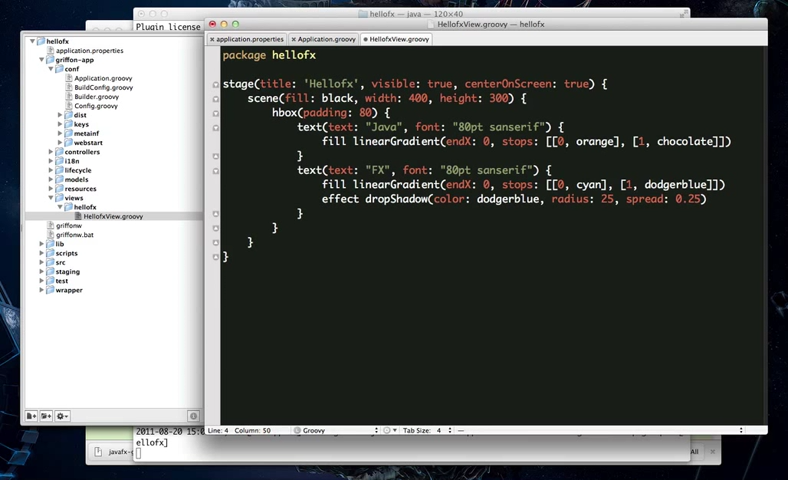 hellofx — java — 120×40
Plugin license
HellofxView.groovy — hellofx
application.properties
Application.groovy
HellofxView.groovy
hellofx
application.properties
griffon-app
conf
Application.groovy
BuildConfig.groovy
Builder.groovy
Config.groovy
dist
keys
metainf
webstart
controllers
i18n
lifecycle
models
resources
views
hellofx
HellofxView.groovy
griffonw
griffonw.bat
lib
scripts
src
staging
test
wrapper
package hellofx
stage(title: 'Hellofx', visible: true, centerOnScreen: true) {
scene(fill: black, width: 400, height: 300) {
hbox(padding: 80) {
text(text: "Java", font: "80pt sanserif") {
fill linearGradient(endX: 0, stops: [[0, orange], [1, chocolate]])
}
text(text: "FX", font: "80pt sanserif") {
fill linearGradient(endX: 0, stops: [[0, cyan], [1, dodgerblue]])
effect dropShadow(color: dodgerblue, radius: 25, spread: 0.25)
}
}
}
}
Line: 4 Column: 50 Groovy Tab Size: 4 —
2011-08-20 15:0
ellofx]
javafx-g
All